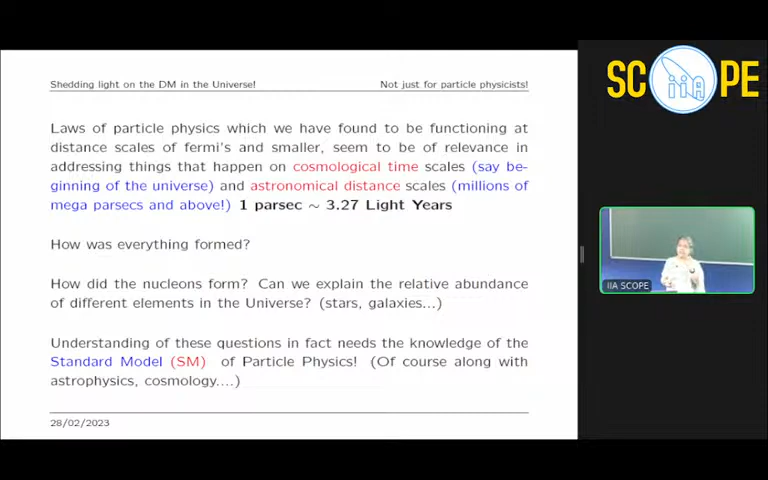 Shedding light on the DM in the Universe! Not just for particle physicists!
Laws of particle physics which we have found to be functioning at
distance scales of fermi's and smaller, seem to be of relevance in
addressing things that happen on cosmological time scales (say be-
ginning of the universe) and astronomical distance scales (millions of
mega parsecs and above!) 1 parsec ∼ 3.27 Light Years
How was everything formed?
How did the nucleons form? Can we explain the relative abundance
of different elements in the Universe? (stars, galaxies...)
Understanding of these questions in fact needs the knowledge of the
Standard Model (SM) of Particle Physics! (Of course along with
astrophysics, cosmology....)
28/02/2023
SC iiA PE
IIA SCOPE